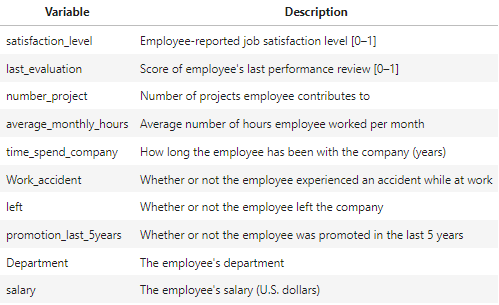 Variable Description
satisfaction_level Employee-reported job satisfaction level [0–1]
last_evaluation Score of employee's last performance review [0–1]
number_project Number of projects employee contributes to
average_monthly_hours Average number of hours employee worked per month
time_spend_company How long the employee has been with the company (years)
Work_accident Whether or not the employee experienced an accident while at work
left Whether or not the employee left the company
promotion_last_5years Whether or not the employee was promoted in the last 5 years
Department The employee's department
salary The employee's salary (U.S. dollars)